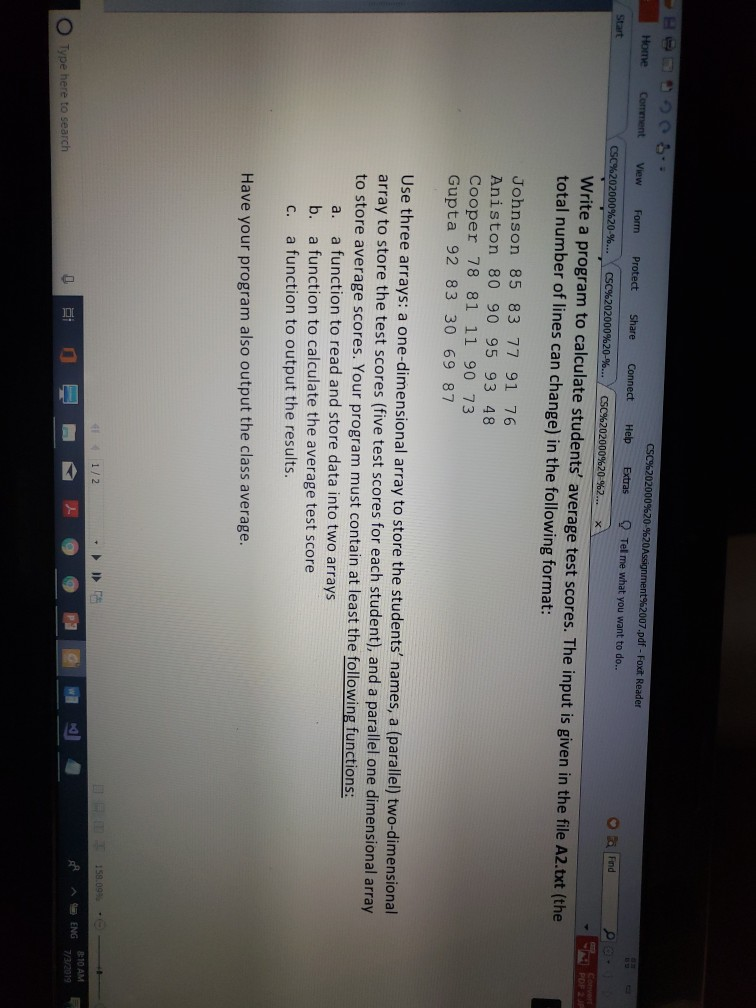 CSC%202000%20-%20Assignment%2007.pdf - Foxit Reader
Home Comment View Form Protect Share Connect Help Extras Tell me what you want to do..
Find
Start CSC%202000%20-%... CSC%202000%20-%... CSC%202000%20-%2... ×
Write a program to calculate students' average test scores. The input is given in the file A2.txt (the
total number of lines can change) in the following format:
Johnson 85 83 77 91 76
Aniston 80 90 95 93 48
Cooper 78 81 11 90 73
Gupta 92 83 30 69 87
Use three arrays: a one-dimensional array to store the students' names, a (parallel) two-dimensional
array to store the test scores (five test scores for each student), and a parallel one dimensional array
to store average scores. Your program must contain at least the following functions:
a. a function to read and store data into two arrays
b. a function to calculate the average test score
c. a function to output the results.
Have your program also output the class average.
1 / 2
158.09%
Type here to search
ENG
8:10 AM
7/3/2019